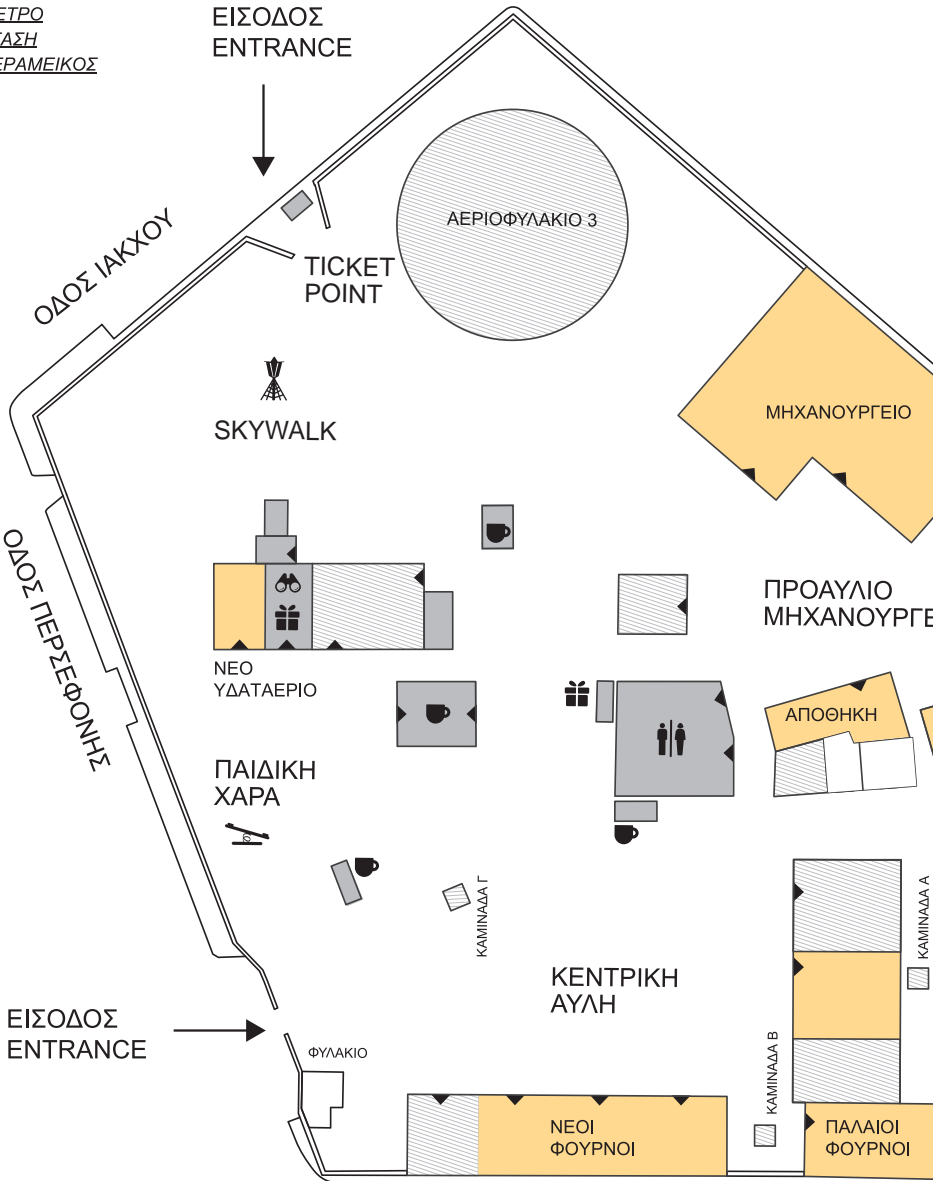 ΕΙΣΟΔΟΣ
ENTRANCE
ΟΔΟΣ ΙΑΚΧΟΥ
TICKET
POINT
ΑΕΡΙΟΦΥΛΑΚΙΟ 3
SKYWALK
ΜΗΧΑΝΟΥΡΓΕΙΟ
ΟΔΟΣ ΠΕΡΣΕΦΟΝΗΣ
ΠΡΟΑΥΛΙΟ
ΝΕΟ
ΥΔΑΤΑΕΡΙΟ
ΑΠΟΘΗΚΗ
ΠΑΙΔΙΚΗ
ΧΑΡΑ
ΚΑΜΙΝΑΔΑ Γ
ΚΑΜΙΝΑΔΑ Α
ΚΕΝΤΡΙΚΗ
ΑΥΛΗ
ΕΙΣΟΔΟΣ
ENTRANCE
ΦΥΛΑΚΙΟ
ΚΑΜΙΝΑΔΑ Β
ΝΕΟΙ
ΦΟΥΡΝΟΙ
ΠΑΛΑΙΟΙ
ΦΟΥΡΝΟΙ